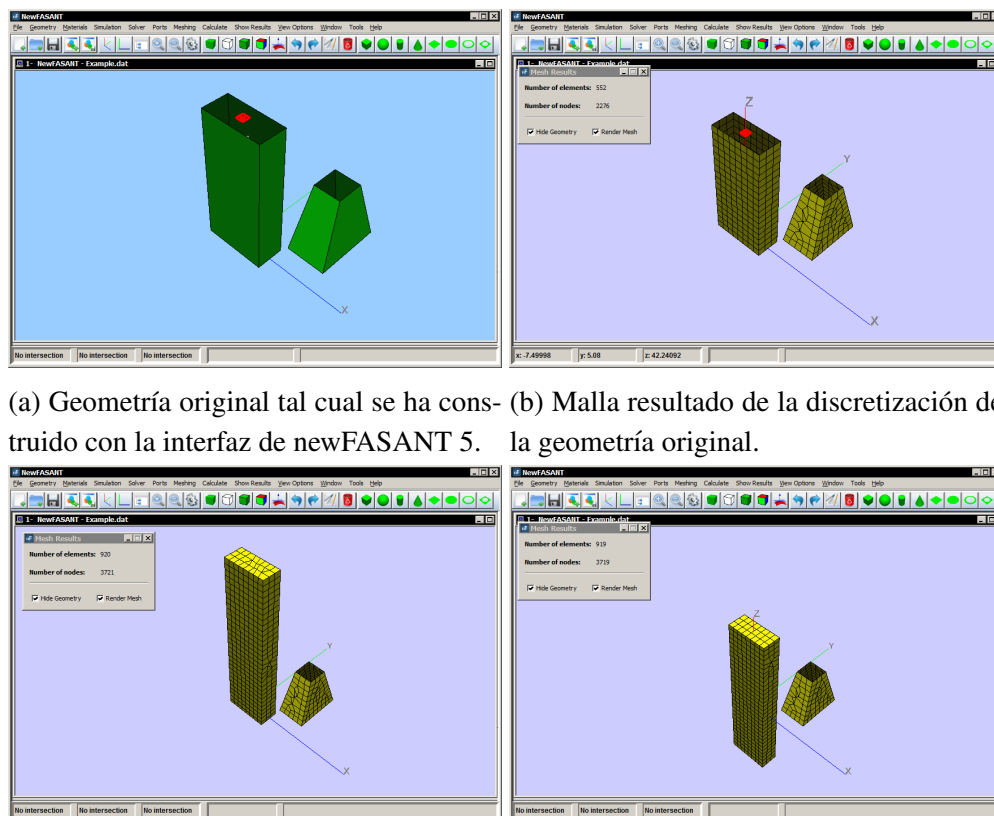 NewFASANT
File Geometry Materials Simulation Solver Ports Meshing Calculate Show Results View Options Window Tools Help
1- NewFASANT - Example.dat
X
No intersection No intersection No intersection
NewFASANT
File Geometry Materials Simulation Solver Ports Meshing Calculate Show Results View Options Window Tools Help
1- NewFASANT - Example.dat
Mesh Results
Number of elements: 552
Number of nodes: 2276
Hide Geometry Render Mesh
Z
Y
X
x: -7.49998 y: 5.08 z: 42.24092
(a) Geometría original tal cual se ha cons-
truido con la interfaz de newFASANT 5.
(b) Malla resultado de la discretización de
la geometría original.
NewFASANT
File Geometry Materials Simulation Solver Ports Meshing Calculate Show Results View Options Window Tools Help
1- NewFASANT - Example.dat
Mesh Results
Number of elements: 920
Number of nodes: 3721
Hide Geometry Render Mesh
Y
X
No intersection No intersection No intersection
NewFASANT
File Geometry Materials Simulation Solver Ports Meshing Calculate Show Results View Options Window Tools Help
1- NewFASANT - Example.dat
Mesh Results
Number of elements: 919
Number of nodes: 3719
Hide Geometry Render Mesh
Z
Y
X
No intersection No intersection No intersection